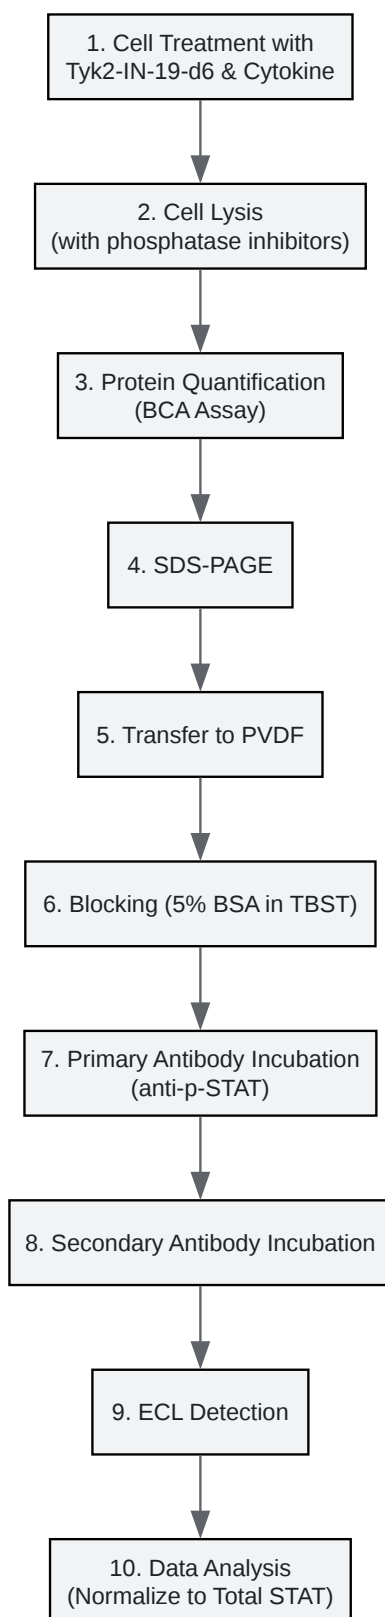 1. Cell Treatment with
Tyk2-IN-19-d6 & Cytokine
2. Cell Lysis
(with phosphatase inhibitors)
3. Protein Quantification
(BCA Assay)
4. SDS-PAGE
5. Transfer to PVDF
6. Blocking (5% BSA in TBST)
7. Primary Antibody Incubation
(anti-p-STAT)
8. Secondary Antibody Incubation
9. ECL Detection
10. Data Analysis
(Normalize to Total STAT)